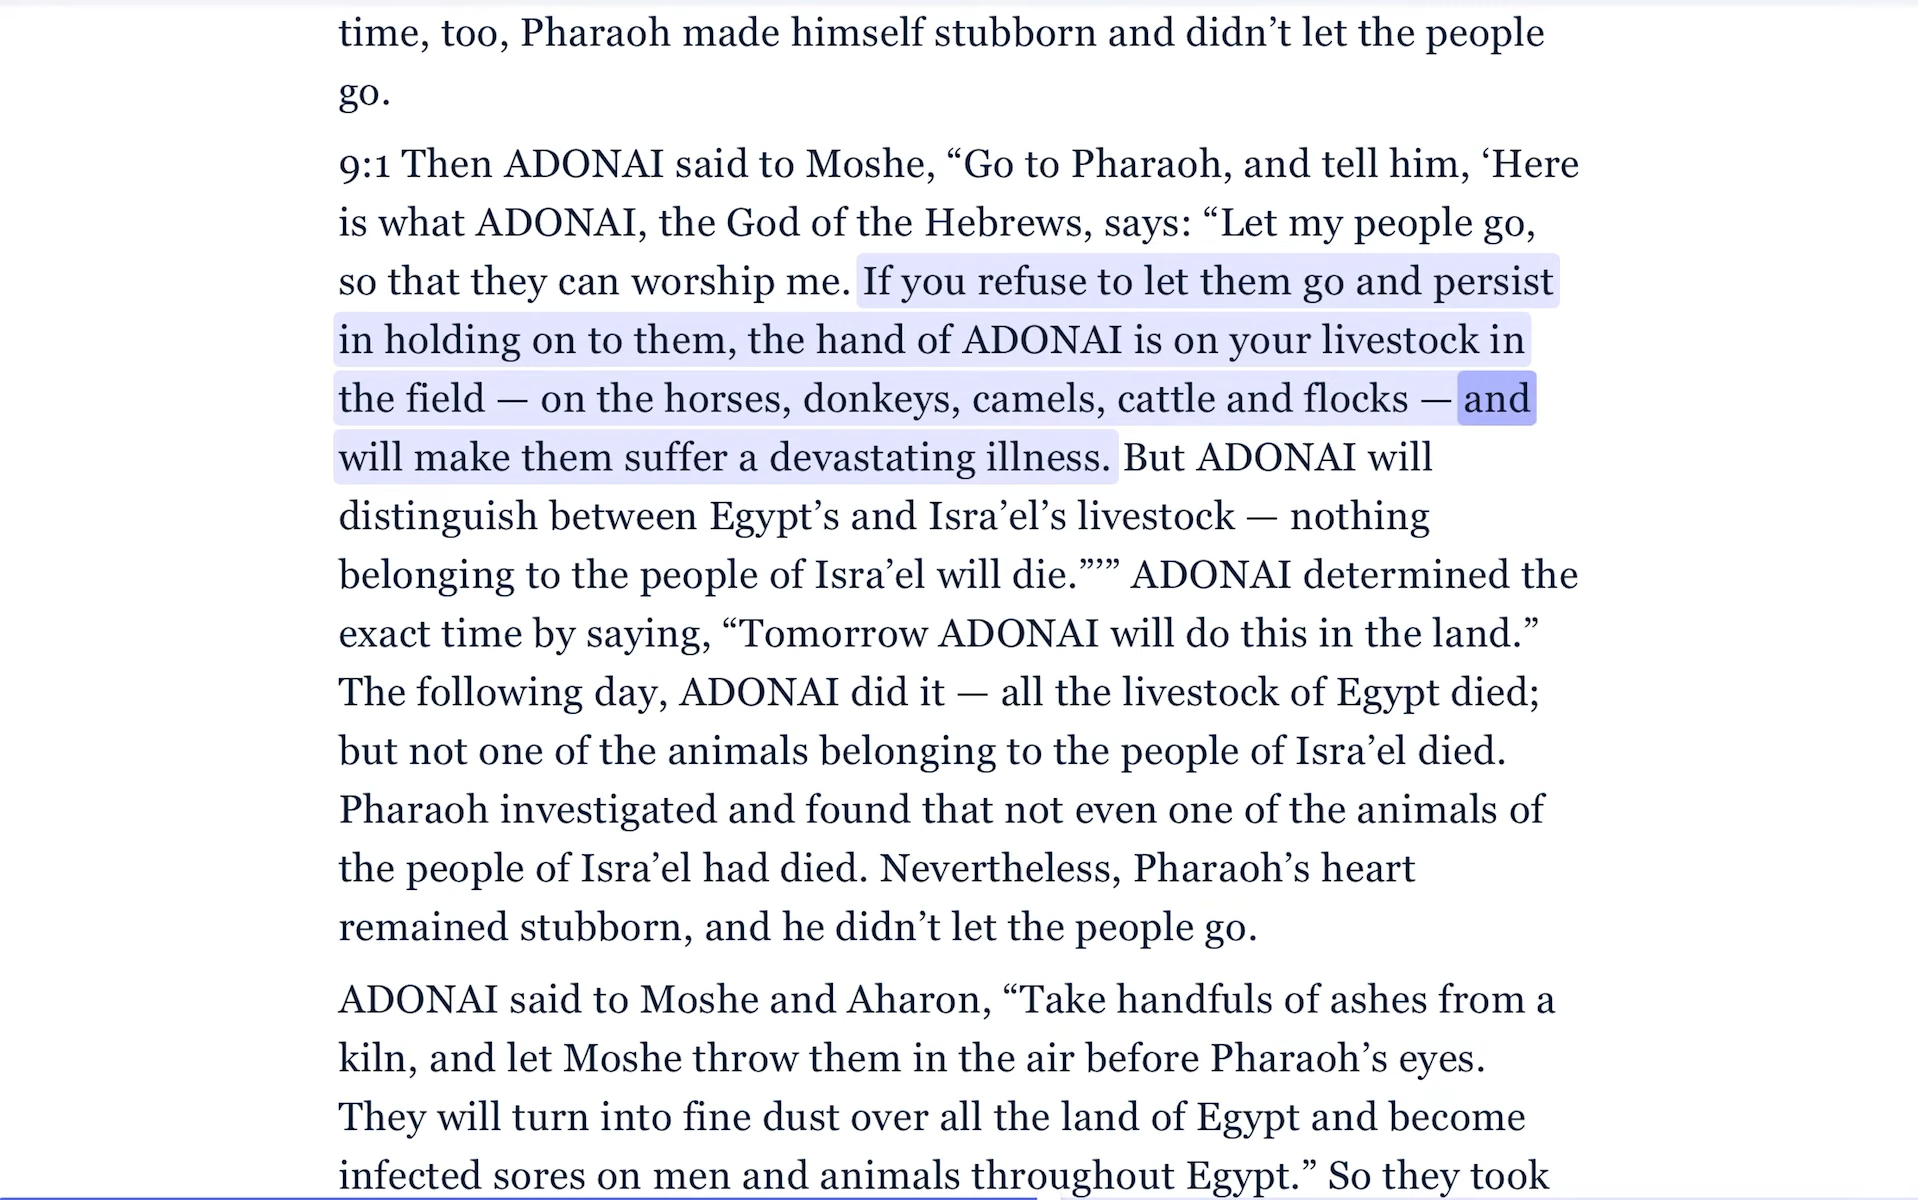 time, too, Pharaoh made himself stubborn and didn’t let the people
go.
9:1 Then ADONAI said to Moshe, “Go to Pharaoh, and tell him, ‘Here
is what ADONAI, the God of the Hebrews, says: “Let my people go,
so that they can worship me. If you refuse to let them go and persist
in holding on to them, the hand of ADONAI is on your livestock in
the field — on the horses, donkeys, camels, cattle and flocks — and
will make them suffer a devastating illness. But ADONAI will
distinguish between Egypt’s and Isra’el’s livestock — nothing
belonging to the people of Isra’el will die.”’” ADONAI determined the
exact time by saying, “Tomorrow ADONAI will do this in the land.”
The following day, ADONAI did it — all the livestock of Egypt died;
but not one of the animals belonging to the people of Isra’el died.
Pharaoh investigated and found that not even one of the animals of
the people of Isra’el had died. Nevertheless, Pharaoh’s heart
remained stubborn, and he didn’t let the people go.
ADONAI said to Moshe and Aharon, “Take handfuls of ashes from a
kiln, and let Moshe throw them in the air before Pharaoh’s eyes.
They will turn into fine dust over all the land of Egypt and become
infected sores on men and animals throughout Egypt.” So they took